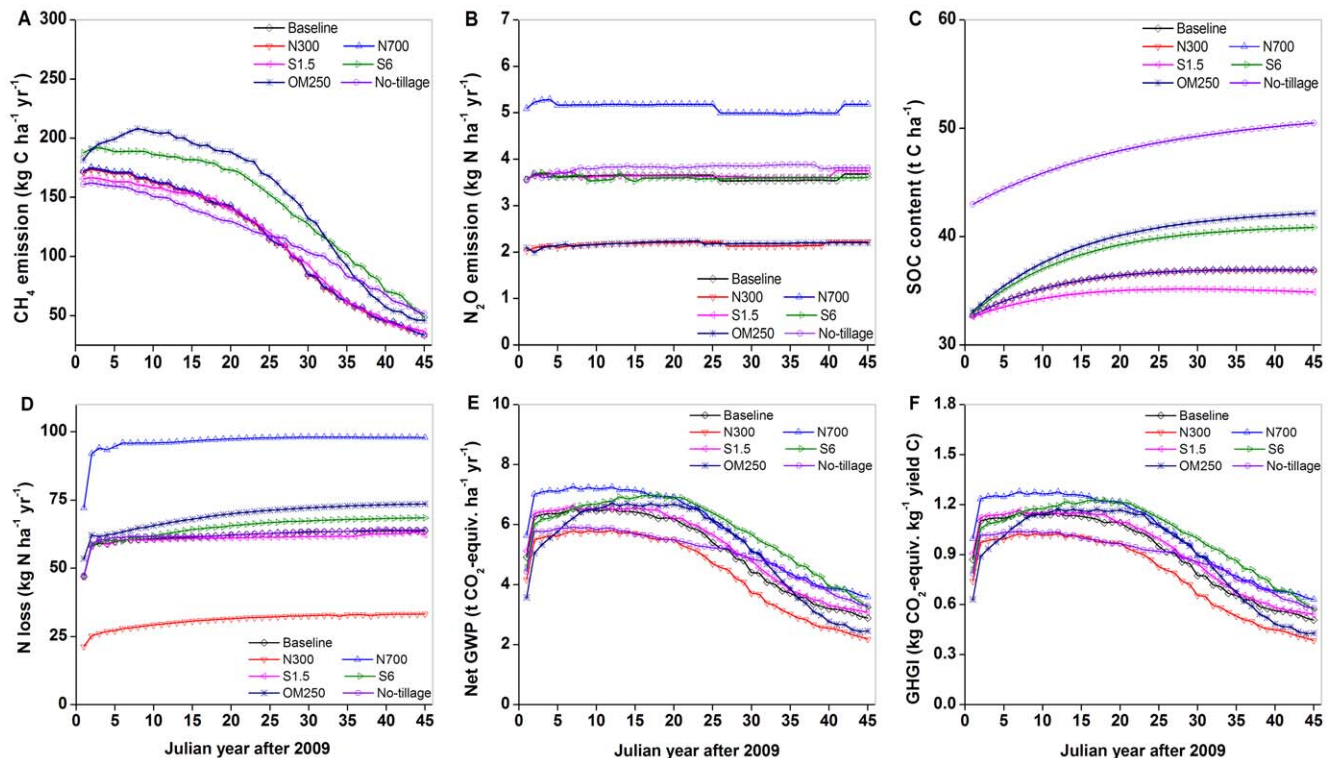 A
CH4 emission (kg C ha-1 yr-1)
300
250
200
150
100
50
Baseline
N300 N700
S1.5 S6
OM250 No-tillage
1 5 10 15 20 25 30 35 40 45
B
N2O emission (kg N ha-1 yr-1)
7
6
5
4
3
2
1
0
Baseline
N300 N700
S1.5 S6
OM250 No-tillage
1 5 10 15 20 25 30 35 40 45
C
SOC content (t C ha-1)
60
50
40
30
Baseline
N300 N700
S1.5 S6
OM250 No-tillage
1 5 10 15 20 25 30 35 40 45
D
N loss (kg N ha-1 yr-1)
100
75
50
25
0
Baseline
N300 N700
S1.5 S6
OM250 No-tillage
1 5 10 15 20 25 30 35 40 45
Julian year after 2009
E
Net GWP (t CO2-equiv. ha-1 yr-1)
10
8
6
4
2
0
Baseline
N300 N700
S1.5 S6
OM250 No-tillage
1 5 10 15 20 25 30 35 40 45
Julian year after 2009
F
GHGI (kg CO2-equiv. kg-1 yield C)
1.8
1.5
1.2
0.9
0.6
0.3
0.0
Baseline
N300 N700
S1.5 S6
OM250 No-tillage
1 5 10 15 20 25 30 35 40 45
Julian year after 2009